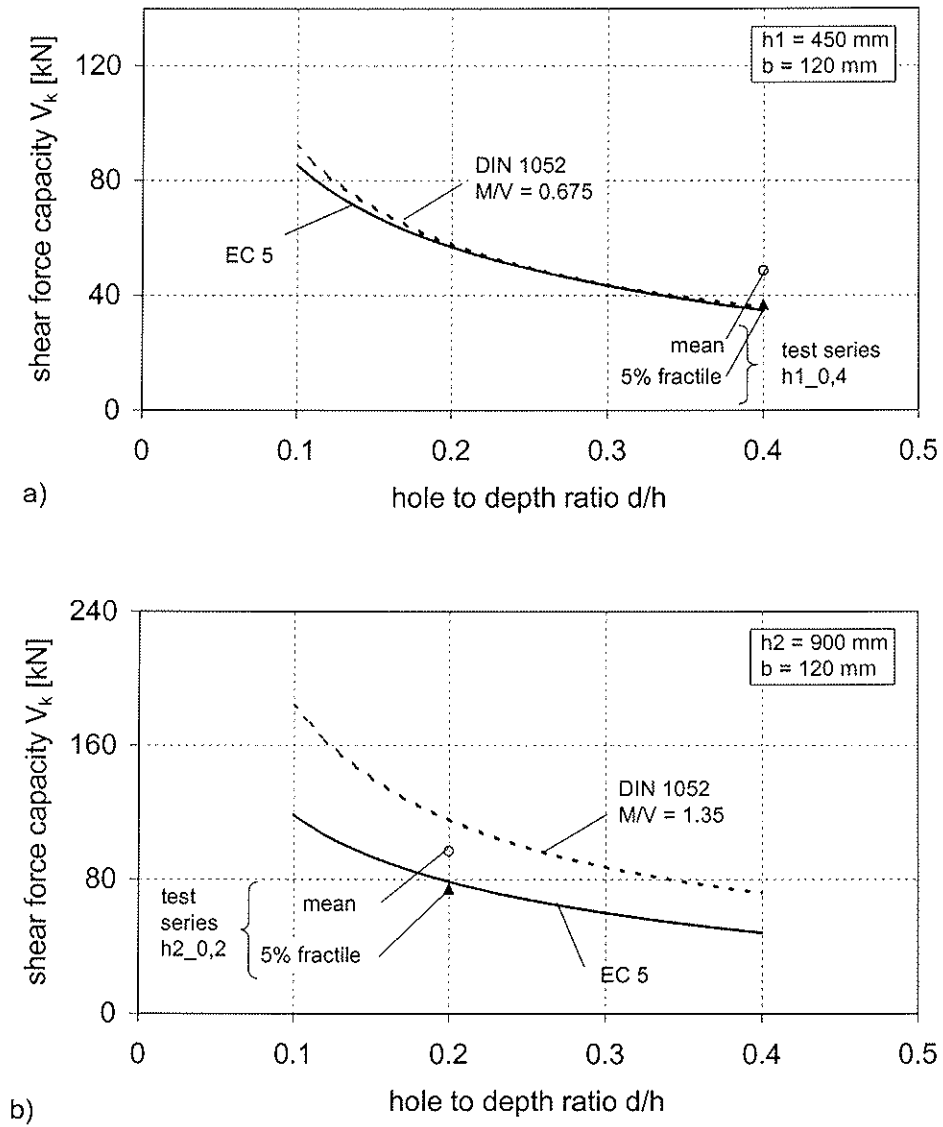 shear force capacity Vₖ [kN]
120
80
40
0
h1 = 450 mm
b = 120 mm
DIN 1052
M/V = 0.675
EC 5
mean
5% fractile
test series
h1_0,4
0
0.1
0.2
0.3
0.4
0.5
a)
hole to depth ratio d/h
shear force capacity Vₖ [kN]
240
160
80
0
h2 = 900 mm
b = 120 mm
DIN 1052
M/V = 1.35
test
series
h2_0,2
mean
5% fractile
EC 5
0
0.1
0.2
0.3
0.4
0.5
hole to depth ratio d/h
b)